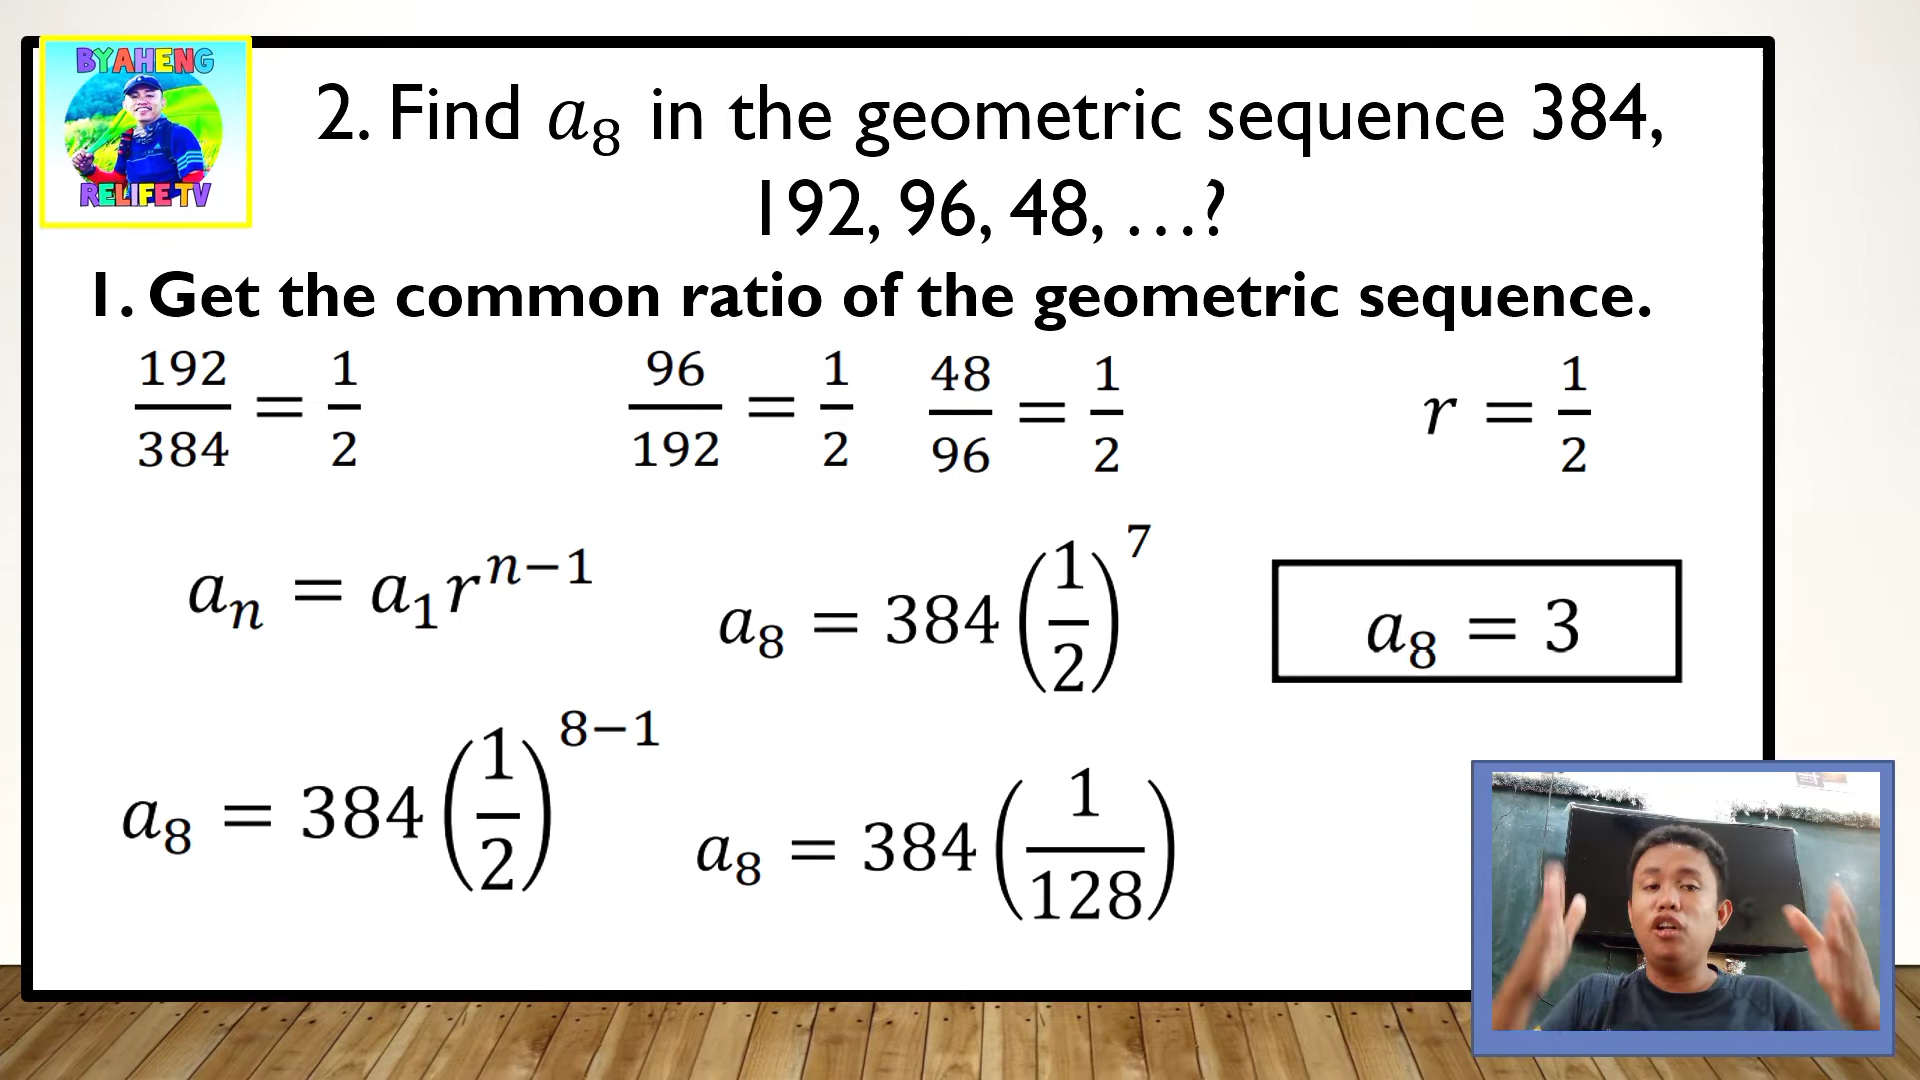 BYAHENG
RELIFE TV
2. Find a₈ in the geometric sequence 384,
192, 96, 48, …?
1. Get the common ratio of the geometric sequence.
192/384 = 1/2
96/192 = 1/2
48/96 = 1/2
r = 1/2
aₙ = a₁rⁿ⁻¹
a₈ = 384 (1/2)⁸⁻¹
a₈ = 384 (1/2)⁷
a₈ = 384 (1/128)
a₈ = 3